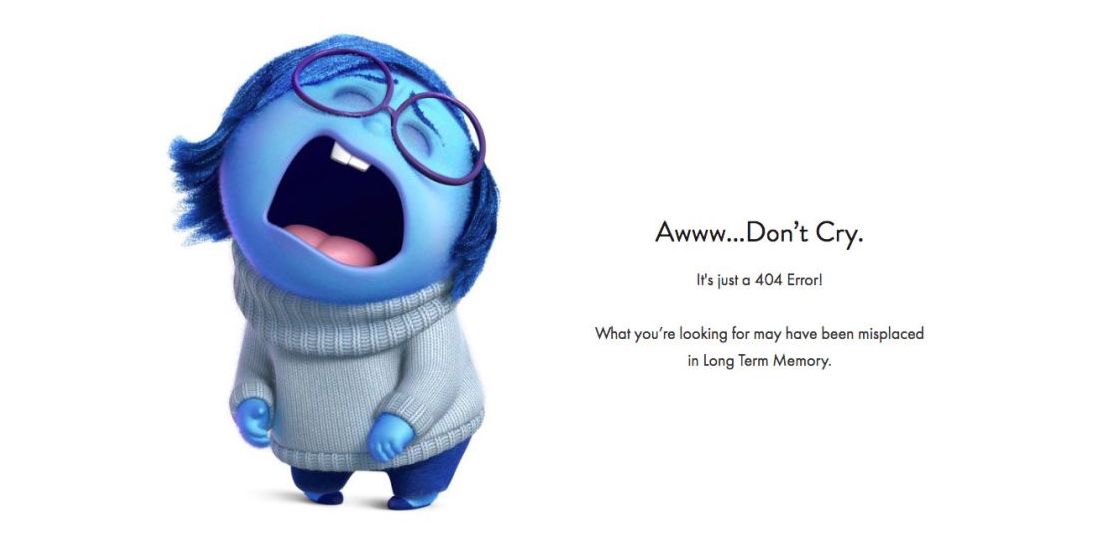 Awww...Don’t Cry.
It's just a 404 Error!
What you’re looking for may have been misplaced
in Long Term Memory.